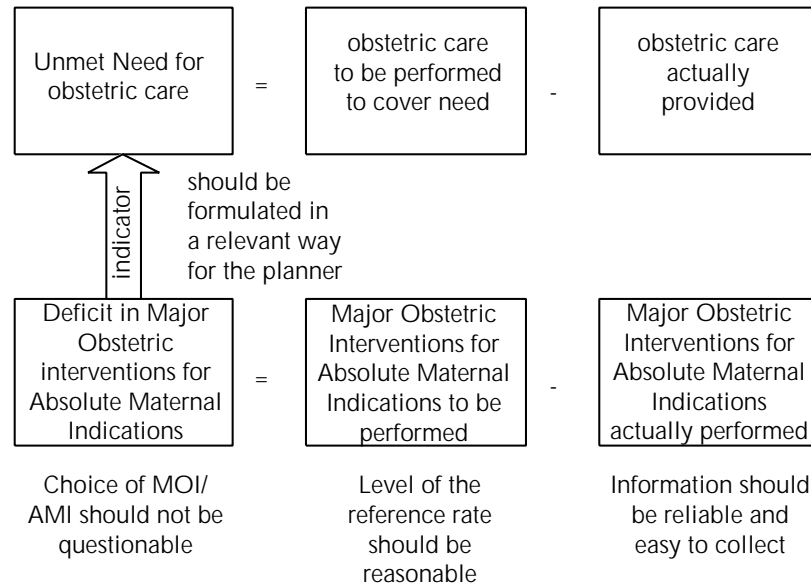 Unmet Need for
obstetric care
=
obstetric care
to be performed
to cover need
-
obstetric care
actually
provided
indicator
should be
formulated in
a relevant way
for the planner
Deficit in Major
Obstetric
interventions for
Absolute Maternal
Indications
=
Major Obstetric
Interventions for
Absolute Maternal
Indications to be
performed
-
Major Obstetric
Interventions for
Absolute Maternal
Indications
actually performed
Choice of MOI/
AMI should not be
questionable
Level of the
reference rate
should be
reasonable
Information should
be reliable and
easy to collect